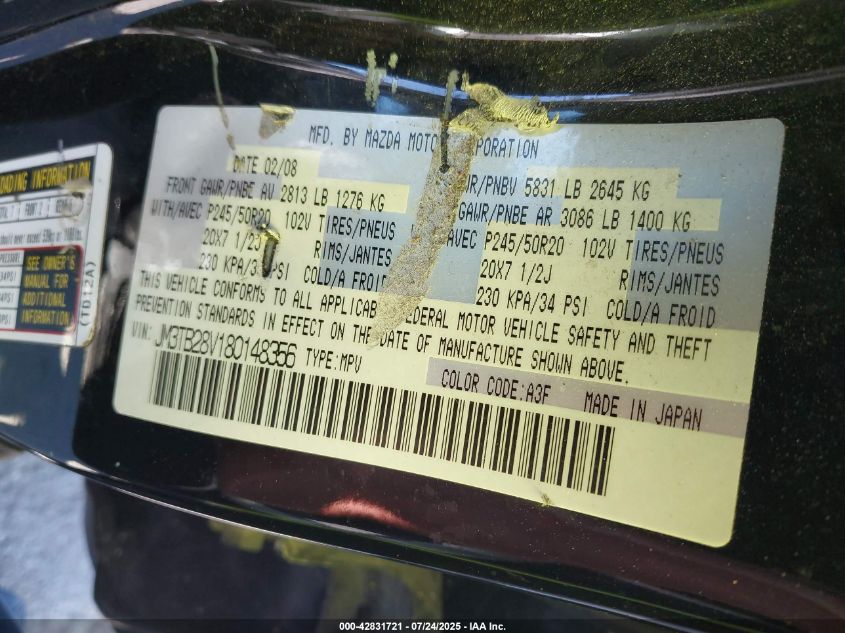 MFD. BY MAZDA MOTOR CORPORATION
DATE 02/08
FRONT GAWR/PNBE AV 2813 LB 1276 KG
WITH/AVEC P245/50R20 102V TIRES/PNEUS
20X7 1/2J RIMS/JANTES
230 KPA/34 PSI COLD/A FROID
5831 LB 2645 KG
GAWR/PNBE AR 3086 LB 1400 KG
AVEC P245/50R20 102V TIRES/PNEUS
20X7 1/2J RIMS/JANTES
230 KPA/34 PSI COLD/A FROID
THIS VEHICLE CONFORMS TO ALL APPLICABLE FEDERAL MOTOR VEHICLE SAFETY AND THEFT
PREVENTION STANDARDS IN EFFECT ON THE DATE OF MANUFACTURE SHOWN ABOVE.
VIN: JM3TB28V180148356 TYPE:MPV
COLOR CODE:A3F MADE IN JAPAN
LOADING INFORMATION
SEE OWNER'S
MANUAL FOR
ADDITIONAL
INFORMATION
(TD12A)
000-42831721 - 07/24/2025 - IAA Inc.